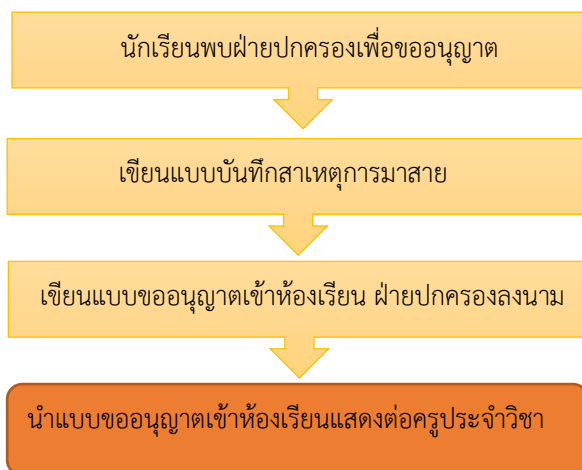 นักเรียนพบฝ่ายปกครองเพื่อขออนุญาต
เขียนแบบบันทึกสาเหตุการมาสาย
เขียนแบบขออนุญาตเข้าห้องเรียน ฝ่ายปกครองลงนาม
นำแบบขออนุญาตเข้าห้องเรียนแสดงต่อครูประจำวิชา